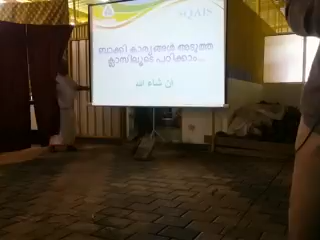 ബാക്കി കാര്യങ്ങൾ അടുത്ത
ക്ലാസിലൂടെ പഠിക്കാം...
ان شاء الله